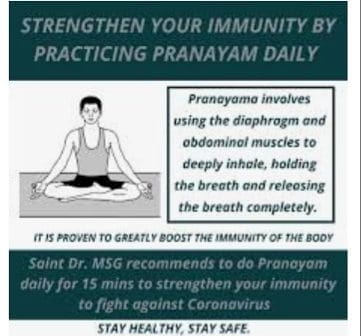 STRENGTHEN YOUR IMMUNITY BY
PRACTICING PRANAYAM DAILY
Pranayama involves
using the diaphragm and
abdominal muscles to
deeply inhale, holding
the breath and releasing
the breath completely.
IT IS PROVEN TO GREATLY BOOST THE IMMUNITY OF THE BODY
Saint Dr. MSG recommends to do Pranayam
daily for 15 mins to strengthen your immunity
to fight against Coronavirus
STAY HEALTHY, STAY SAFE.